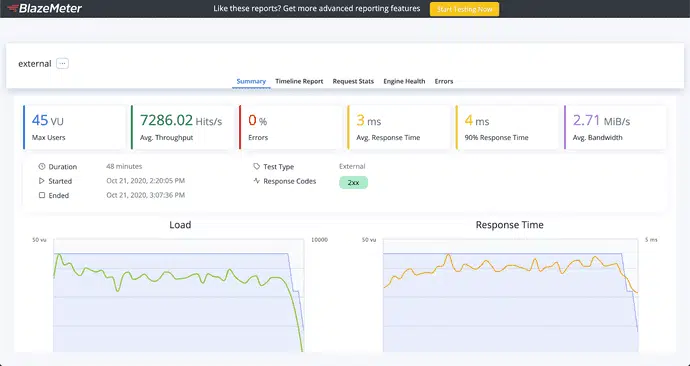 BlazeMeter
Like these reports? Get more advanced reporting features
Start Testing Now
external
...
Summary Timeline Report Request Stats Engine Health Errors
45 VU
Max Users
7286.02 Hits/s
Avg. Throughput
0 %
Errors
3 ms
Avg. Response Time
4 ms
90% Response Time
2.71 MiB/s
Avg. Bandwidth
Duration 48 minutes
Started Oct 21, 2020, 2:20:05 PM
Ended Oct 21, 2020, 3:07:36 PM
Test Type External
Response Codes 2xx
Load
50 vu 10000
Response Time
50 vu 5 ms